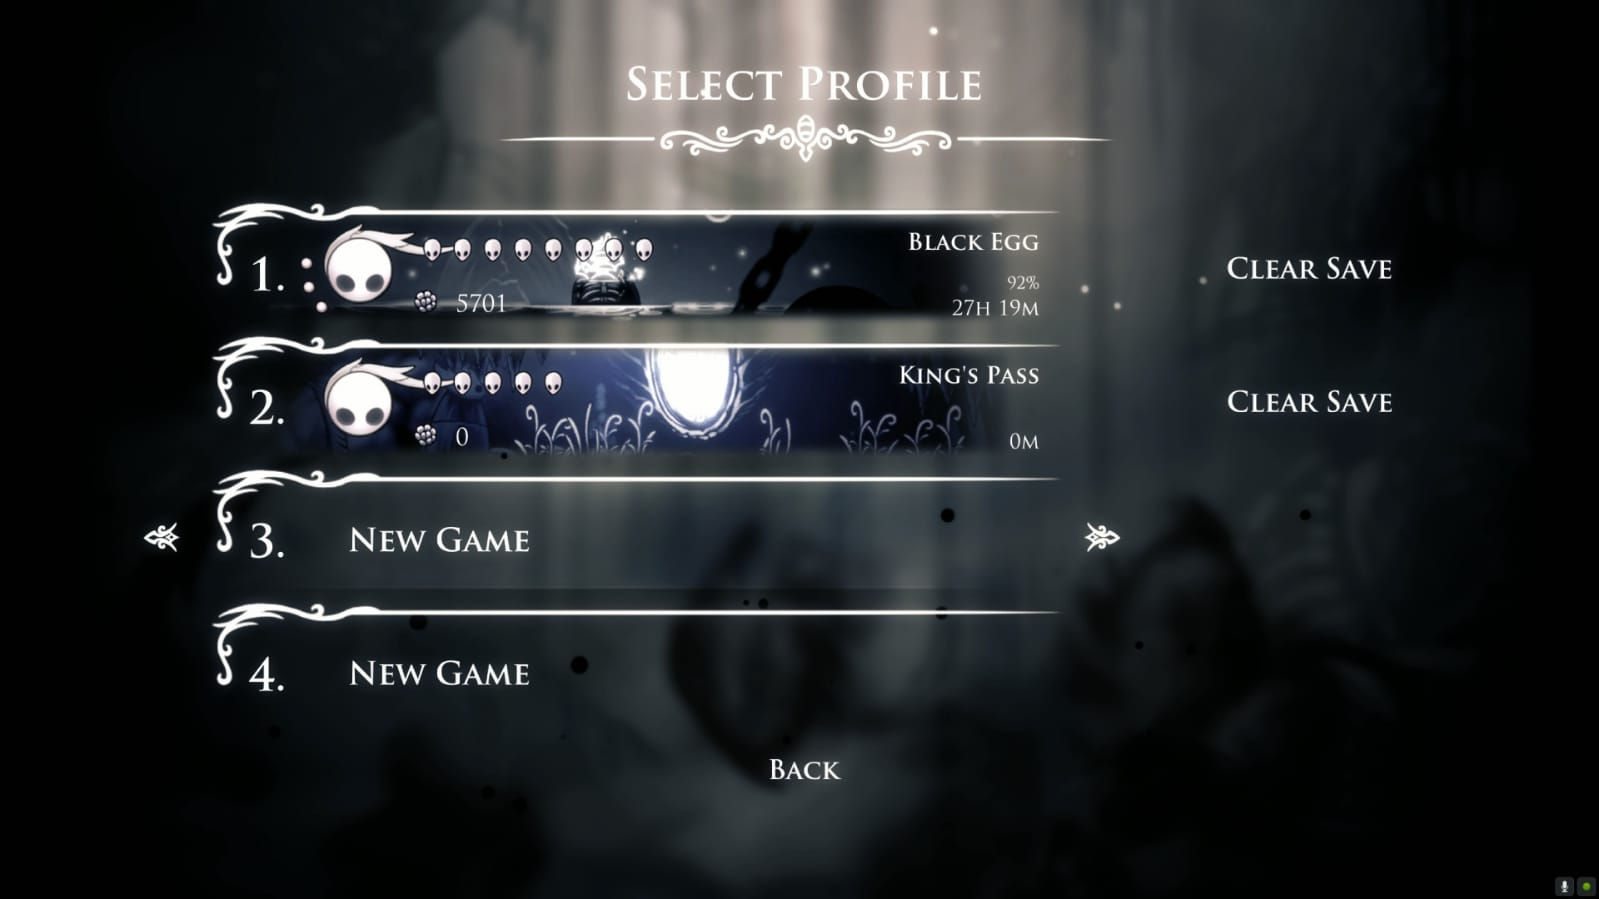 Select Profile
1.
5701
Black Egg
92%
27h 19m
Clear Save
2.
0
King's Pass
0m
Clear Save
3.
New Game
4.
New Game
Back